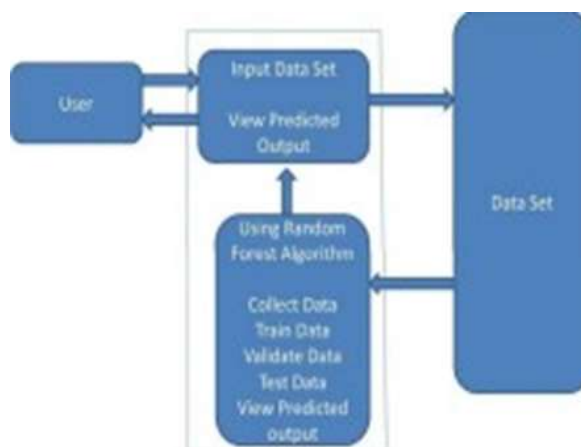 User
Input Data Set
View Predicted
Output
Data Set
Using Random
Forest Algorithm
Collect Data
Train Data
Validate Data
Test Data
View Predicted
output